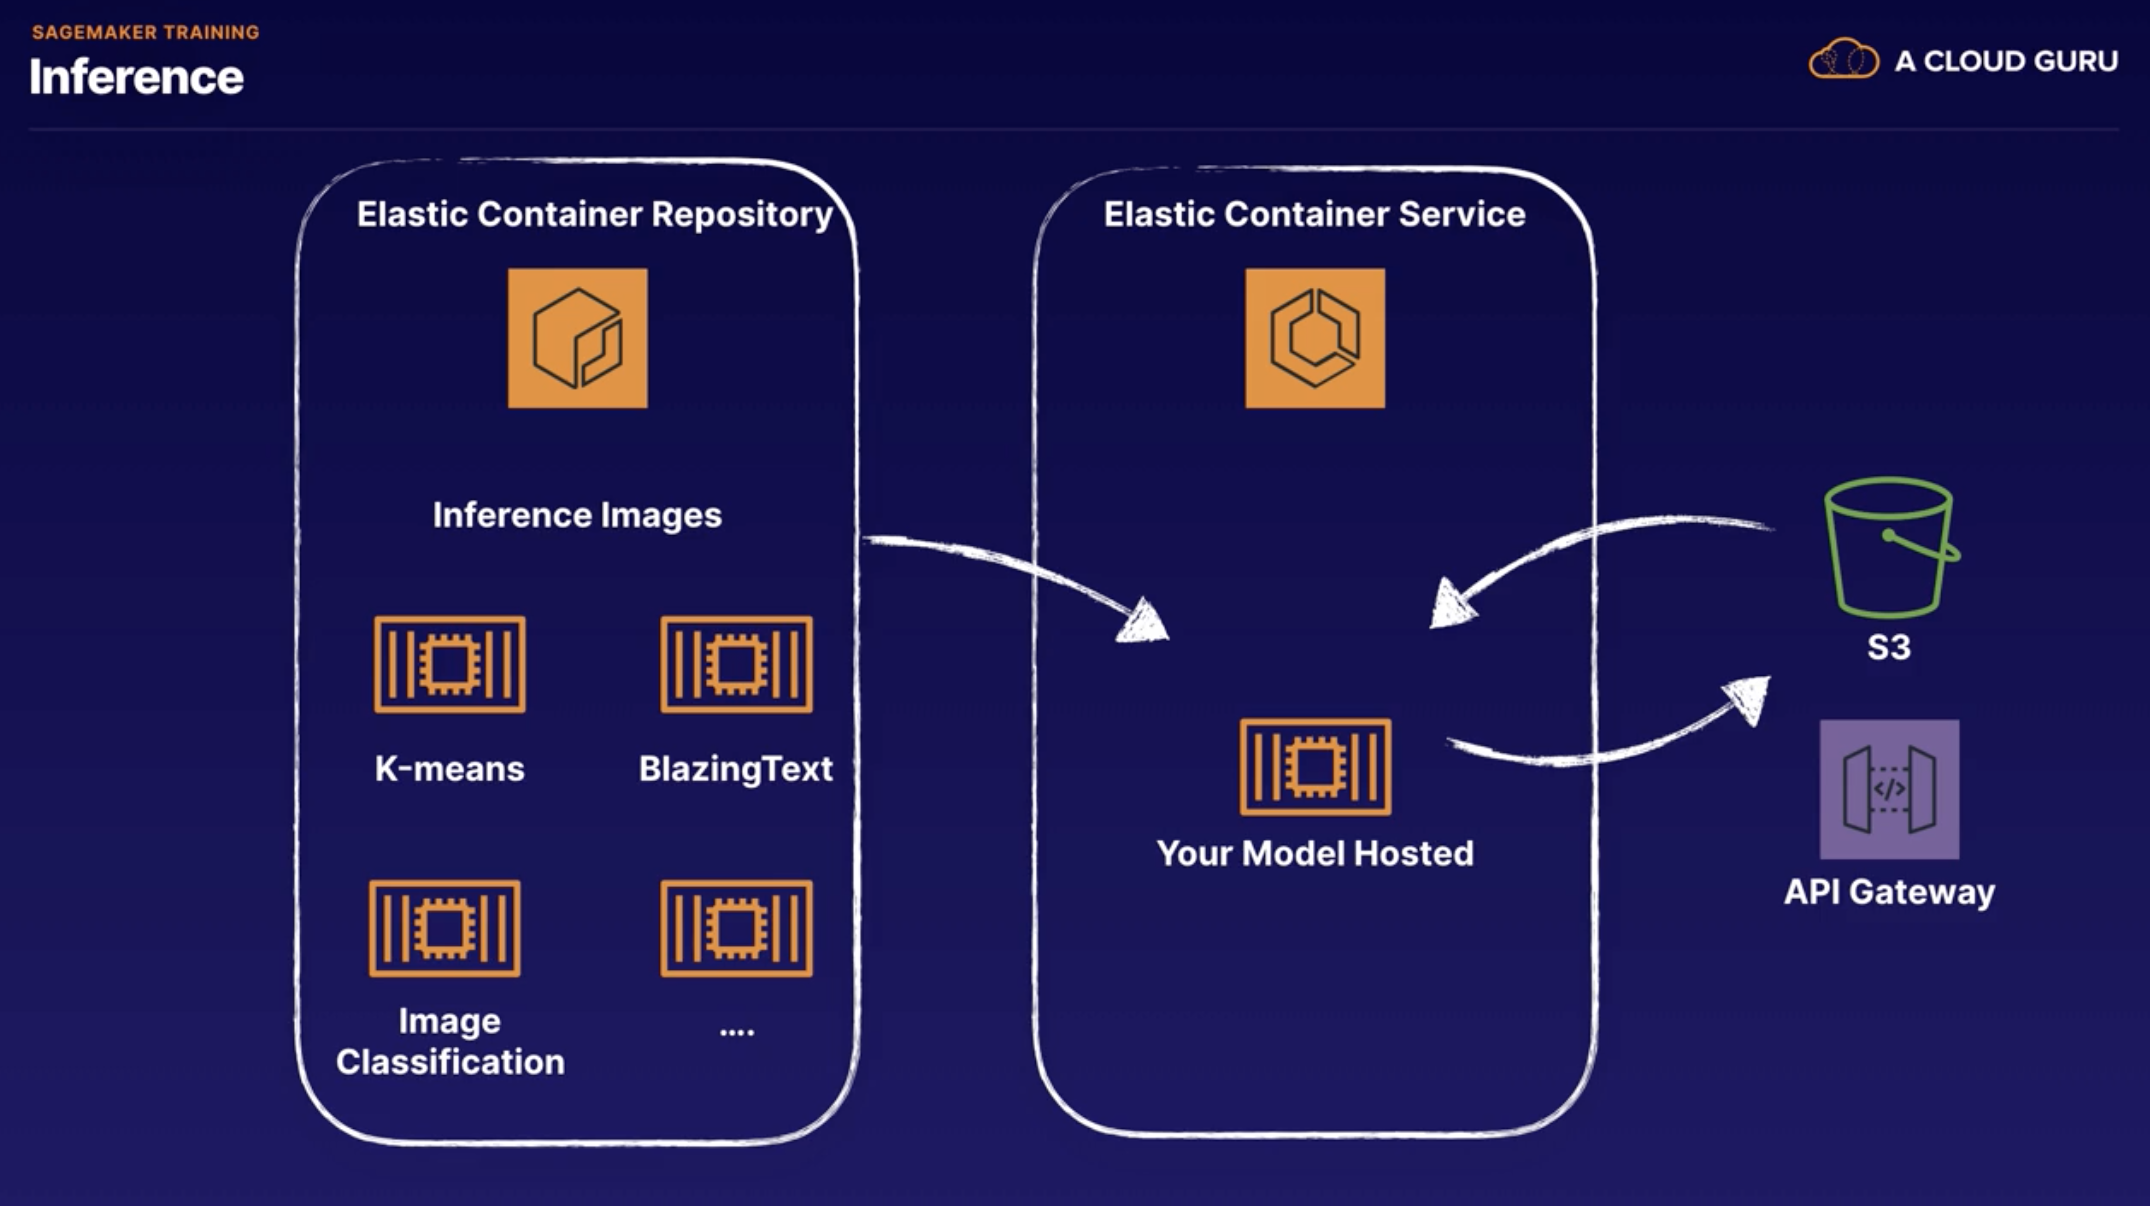 SAGEMAKER TRAINING
Inference
A CLOUD GURU
Elastic Container Repository
Inference Images
K-means
BlazingText
Image
Classification
....
Elastic Container Service
Your Model Hosted
S3
</>
API Gateway